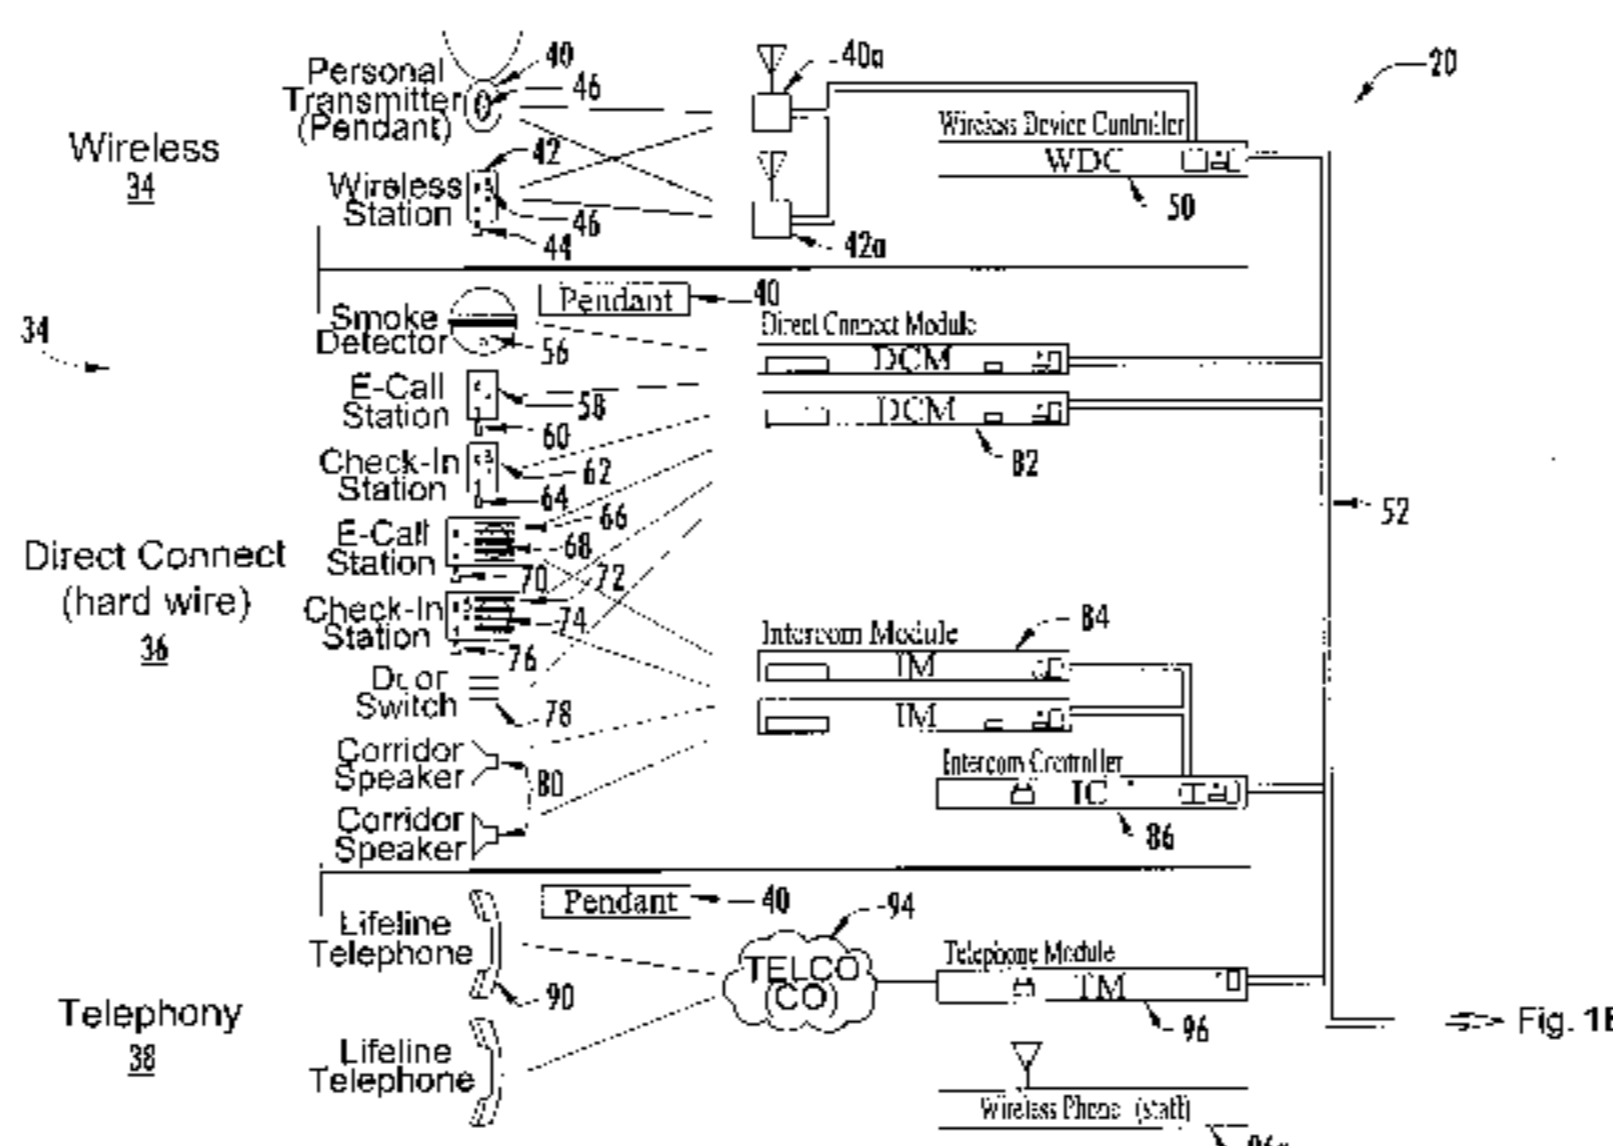 Personal
Transmitter
(Pendant)
40
46
40a
20
Wireless
34
Wireless Device Controller
WDC
50
Wireless
Station
42
46
44
42a
34
Smoke
Detector
56
Pendant
40
Direct Connect Module
DCM
DCM
82
E-Call
Station
58
60
Check-In
Station
62
64
52
Direct Connect
(hard wire)
36
E-Call
Station
66
68
70
72
Check-In
Station
74
76
Door
Switch
78
Intercom Module
84
IM
IM
Corridor
Speaker
80
Corridor
Speaker
Intercom Controller
IC
86
Telephony
38
Lifeline
Telephone
90
Pendant
40
94
TELCO
(CO)
Telephone Module
TM
96
Lifeline
Telephone
Wireless Phone (staff)
Fig.